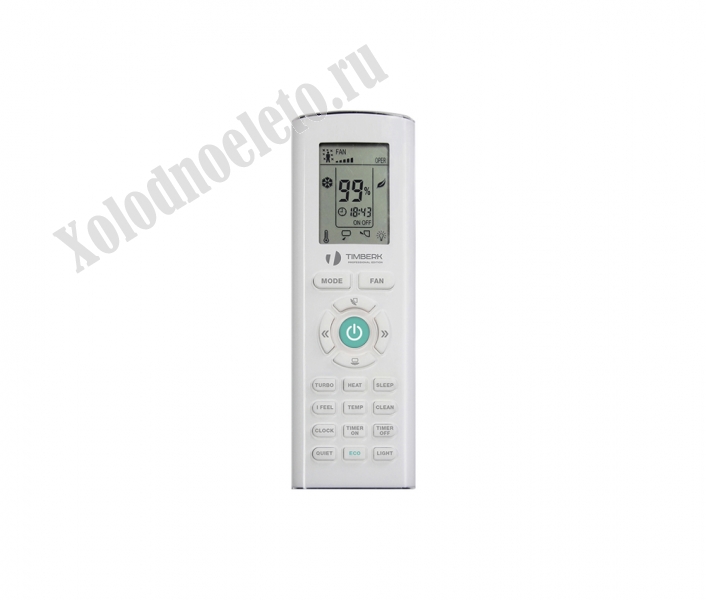 Xolodnoeleto.ru
FAN
OPER
99%
18:43
ON OFF
TIMBERK
MODE FAN
TURBO HEAT SLEEP
I FEEL TEMP CLEAN
CLOCK TIMER ON TIMER OFF
QUIET ECO LIGHT